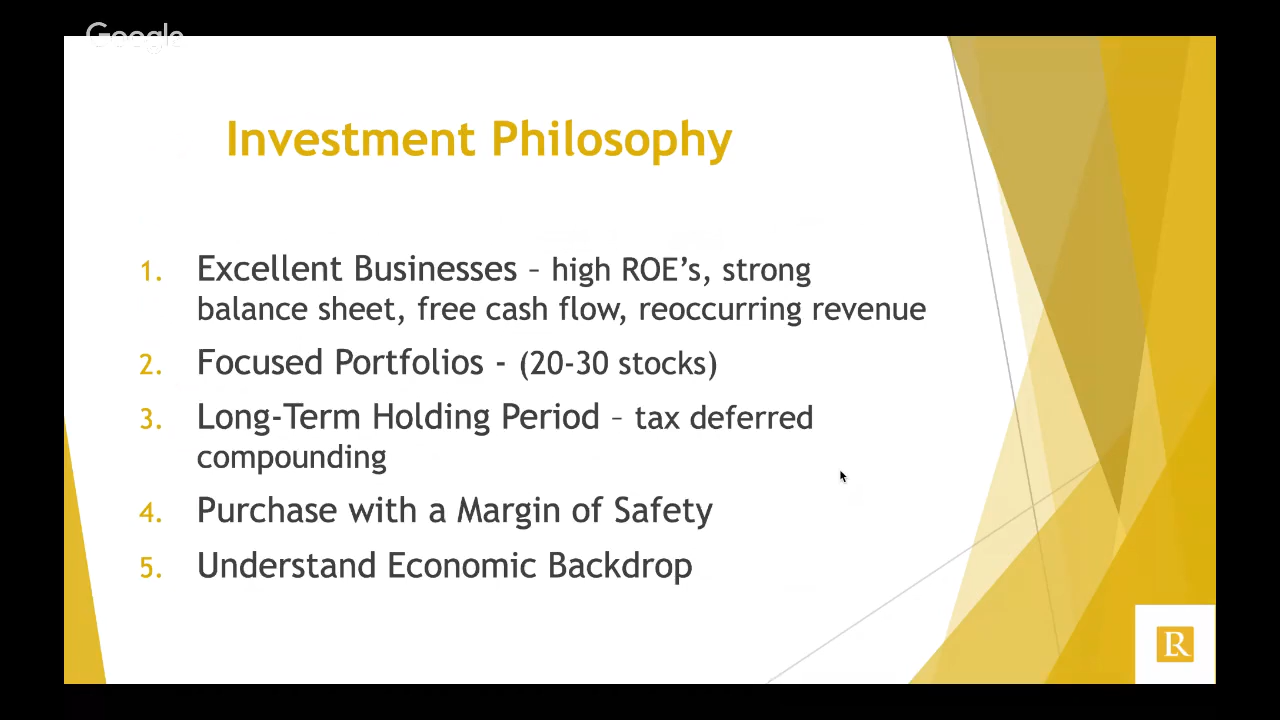 Google
Investment Philosophy
1. Excellent Businesses – high ROE’s, strong
balance sheet, free cash flow, reoccurring revenue
2. Focused Portfolios - (20-30 stocks)
3. Long-Term Holding Period – tax deferred
compounding
4. Purchase with a Margin of Safety
5. Understand Economic Backdrop
LR